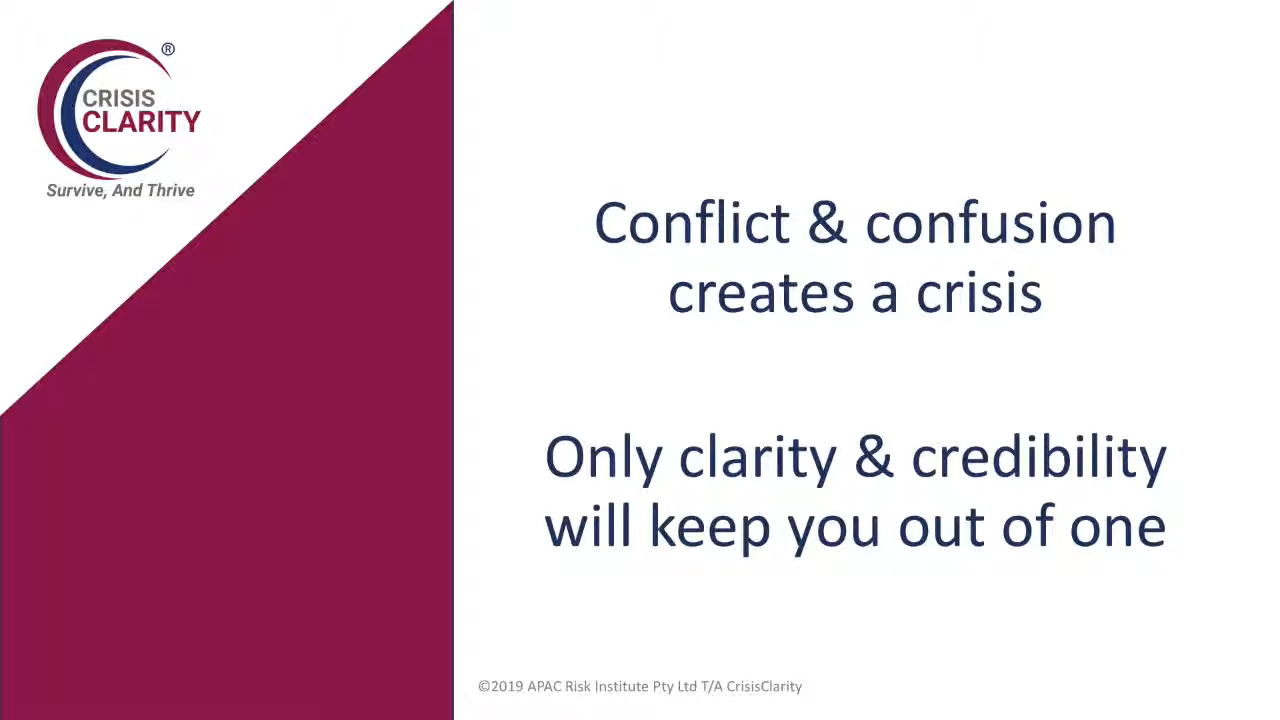 ®
CRISIS
CLARITY
Survive, And Thrive
Conflict & confusion
creates a crisis
Only clarity & credibility
will keep you out of one
©2019 APAC Risk Institute Pty Ltd T/A CrisisClarity